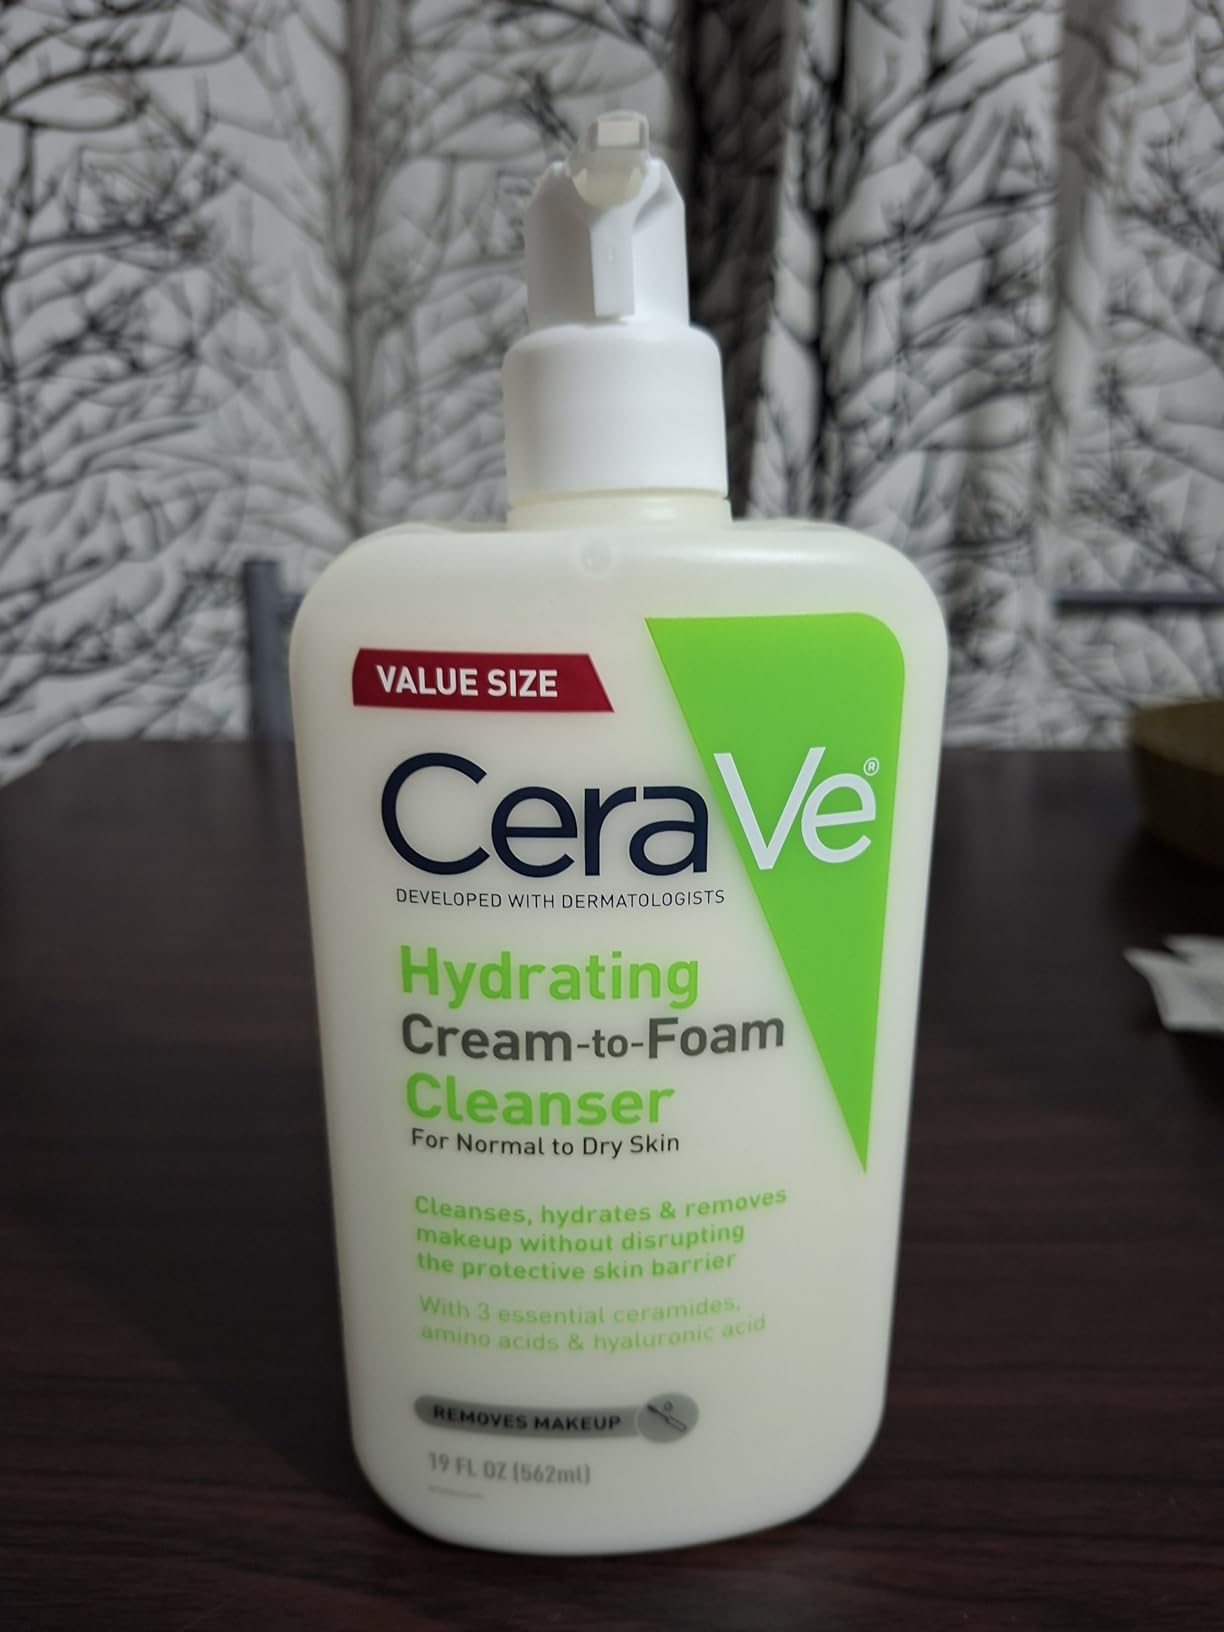 VALUE SIZE
CeraVe®
DEVELOPED WITH DERMATOLOGISTS
Hydrating
Cream-to-Foam
Cleanser
For Normal to Dry Skin
Cleanses, hydrates & removes
makeup without disrupting
the protective skin barrier
With 3 essential ceramides,
amino acids & hyaluronic acid
REMOVES MAKEUP
19 FL OZ (562ml)